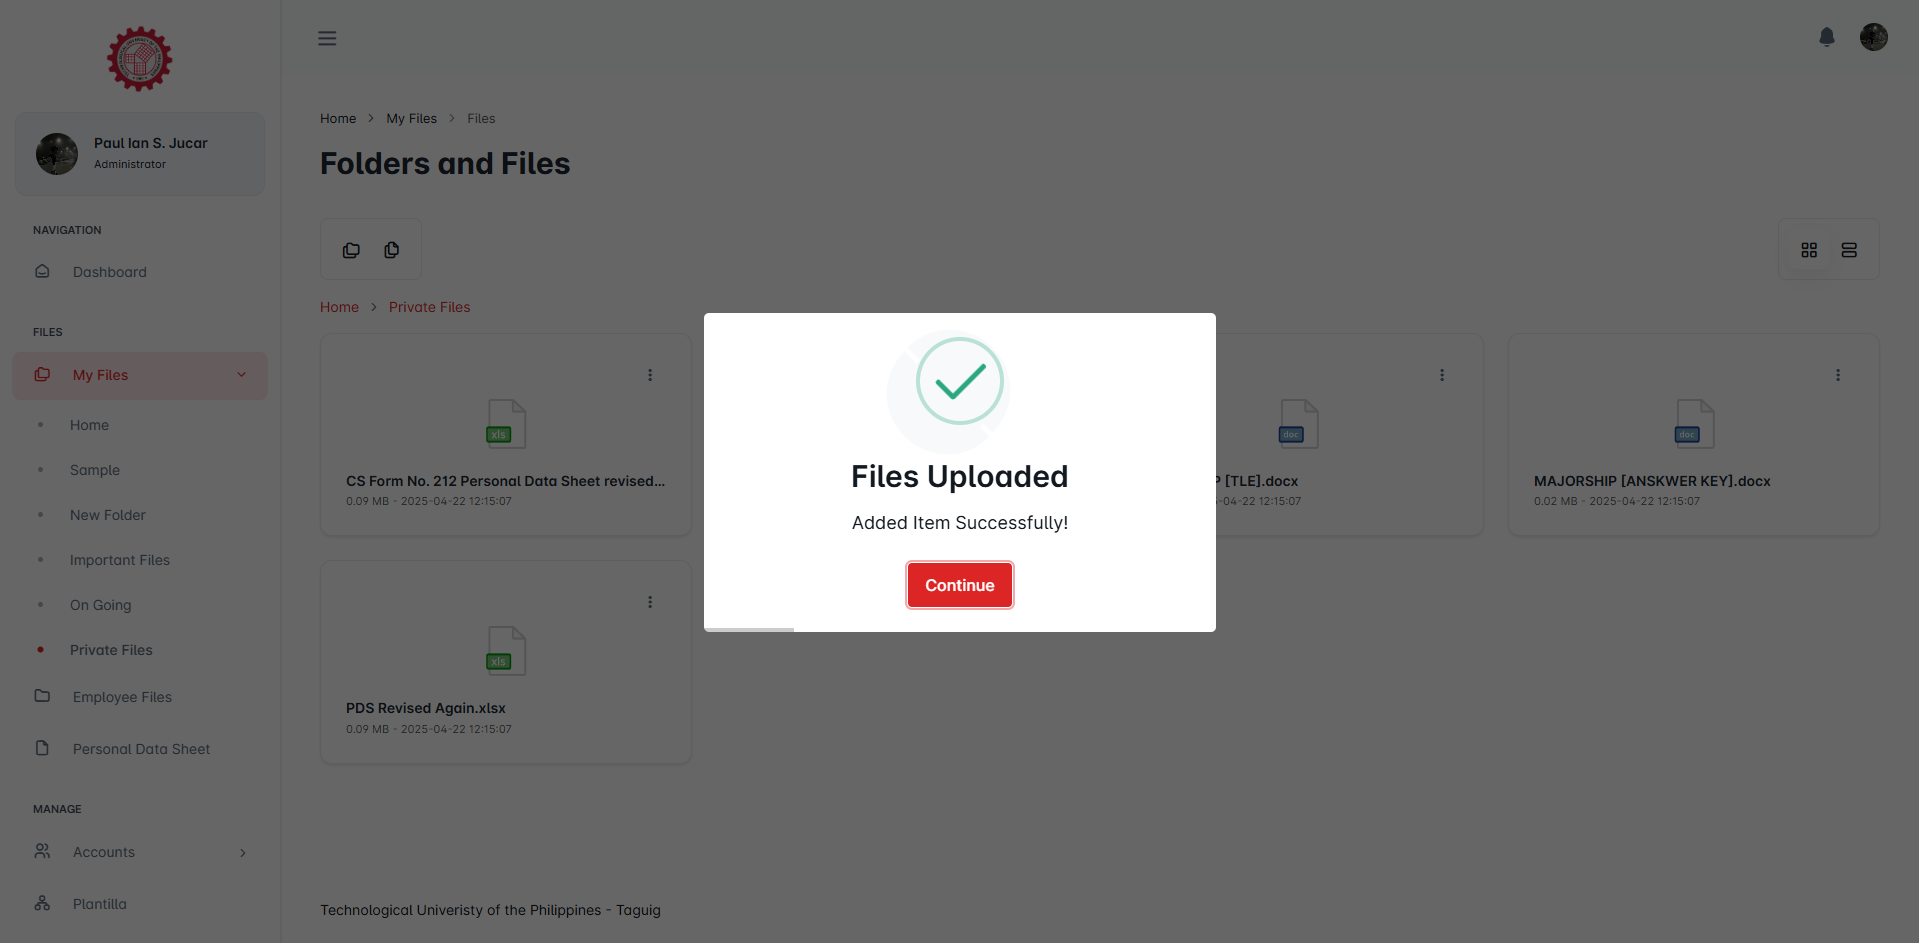 Paul Ian S. Jucar
Administrator
NAVIGATION
Dashboard
FILES
My Files
Home
Sample
New Folder
Important Files
On Going
Private Files
Employee Files
Personal Data Sheet
MANAGE
Accounts
Plantilla
Home > My Files > Files
Folders and Files
Home > Private Files
xls
CS Form No. 212 Personal Data Sheet revised...
0.09 MB - 2025-04-22 12:15:07
doc
[TLE].docx
-04-22 12:15:07
doc
MAJORSHIP [ANSKWER KEY].docx
0.02 MB - 2025-04-22 12:15:07
xls
PDS Revised Again.xlsx
0.09 MB - 2025-04-22 12:15:07
Files Uploaded
Added Item Successfully!
Continue
Technological Univeristy of the Philippines - Taguig